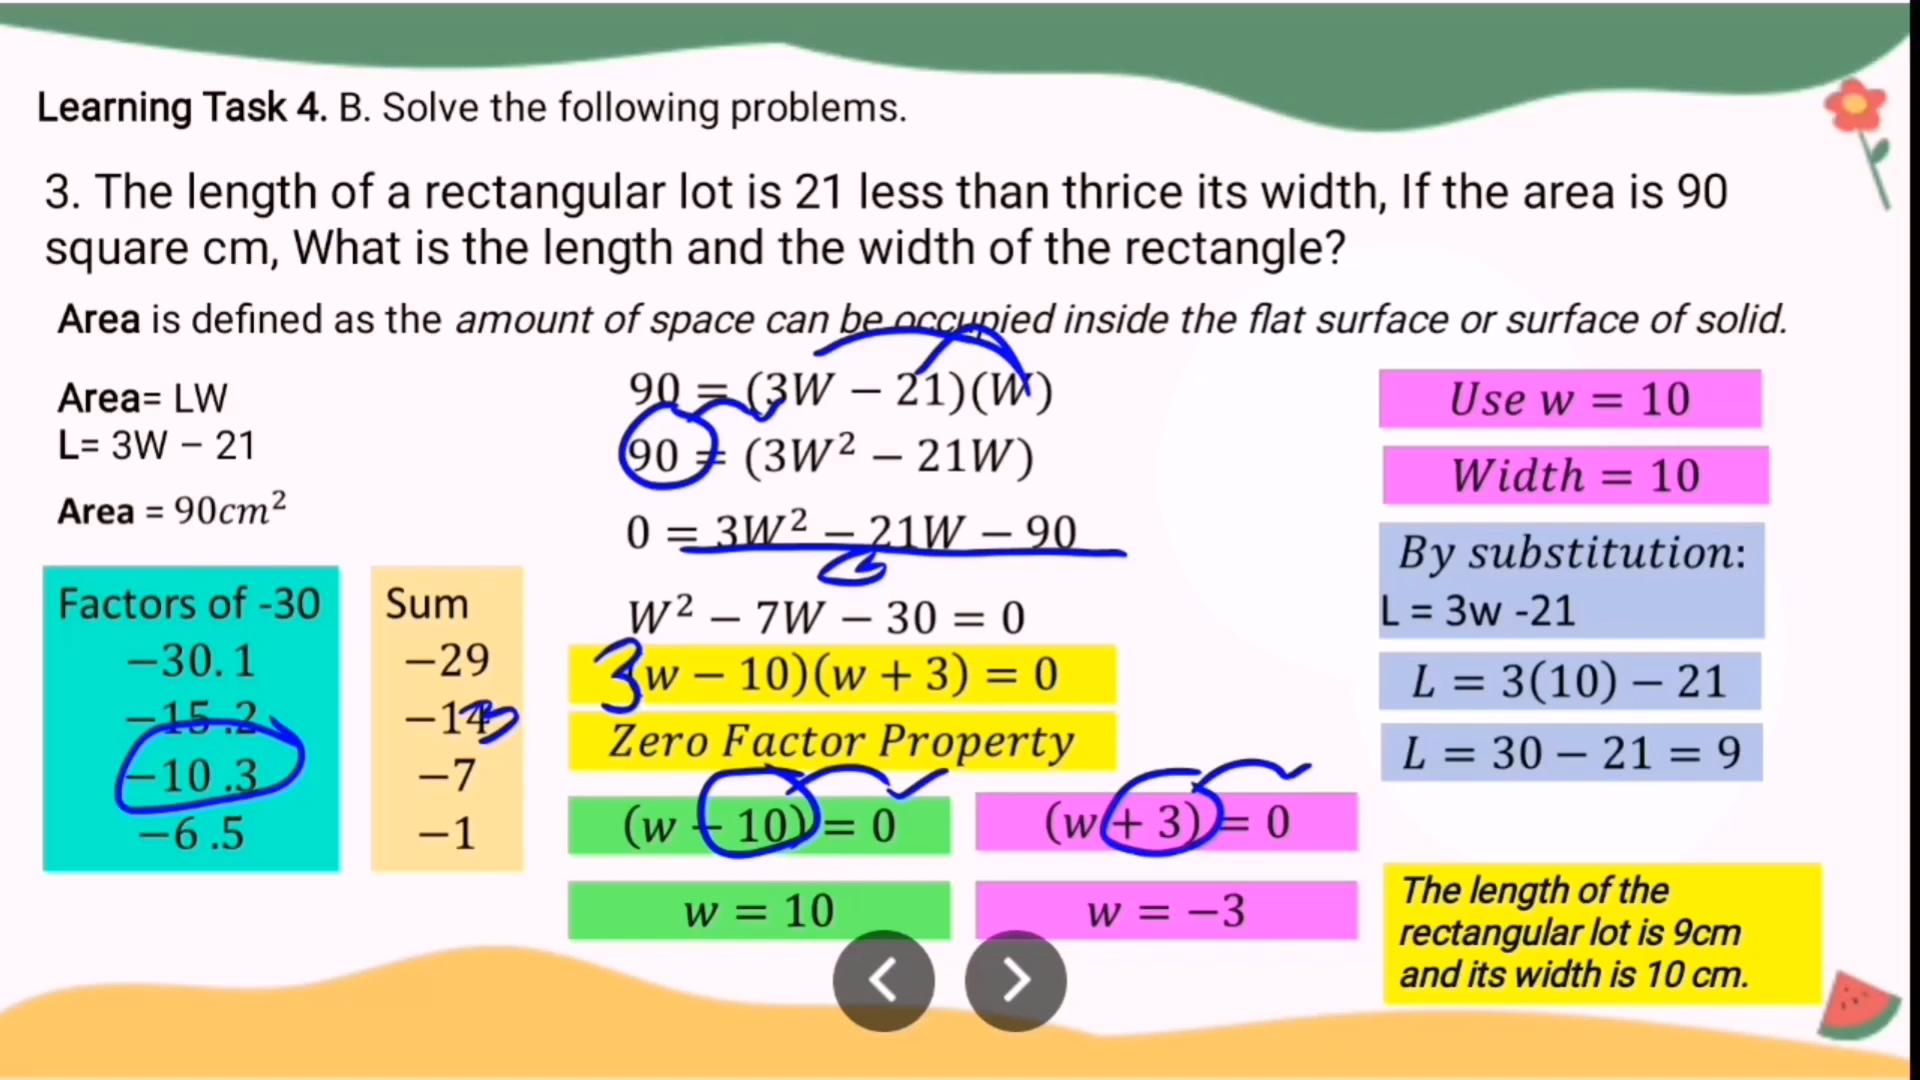 Learning Task 4. B. Solve the following problems.
3. The length of a rectangular lot is 21 less than thrice its width, If the area is 90
square cm, What is the length and the width of the rectangle?
Area is defined as the amount of space can be occupied inside the flat surface or surface of solid.
Area= LW
L= 3W – 21
Area = 90cm²
Factors of -30
−30. 1
−15 .2
−10 .3
−6 .5
Sum
−29
−13
−7
−1
90 = (3W − 21)(W)
90 = (3W² − 21W)
0 = 3W² − 21W − 90
3
W² − 7W − 30 = 0
3
w − 10)(w + 3) = 0
Zero Factor Property
(w − 10) = 0
w = 10
(w + 3) = 0
w = −3
Use w = 10
Width = 10
By substitution:
L = 3w -21
L = 3(10) − 21
L = 30 − 21 = 9
The length of the
rectangular lot is 9cm
and its width is 10 cm.